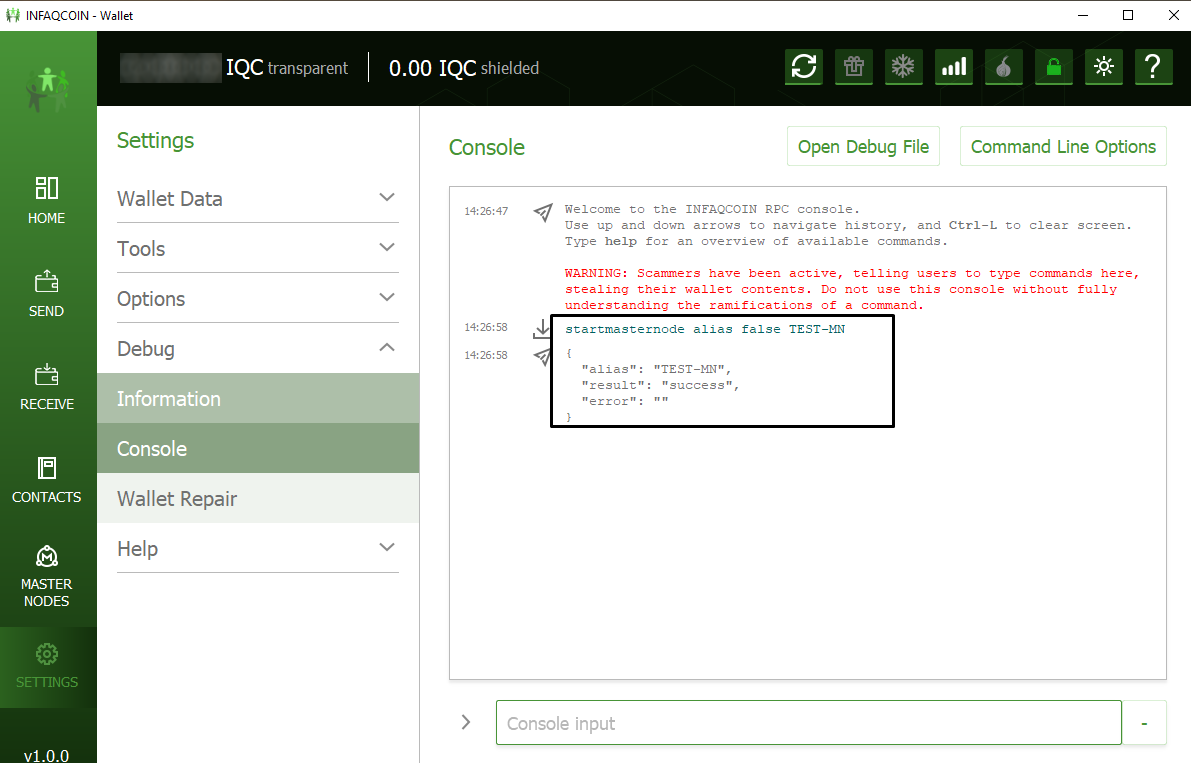 INFAQCOIN - Wallet
IQC transparent
0.00 IQC shielded
HOME
SEND
RECEIVE
CONTACTS
MASTER
NODES
SETTINGS
v1.0.0
Settings
Wallet Data
Tools
Options
Debug
Information
Console
Wallet Repair
Help
Console
Open Debug File
Command Line Options
14:26:47
Welcome to the INFAQCOIN RPC console.
Use up and down arrows to navigate history, and Ctrl-L to clear screen.
Type help for an overview of available commands.
WARNING: Scammers have been active, telling users to type commands here,
stealing their wallet contents. Do not use this console without fully
understanding the ramifications of a command.
14:26:58
startmasternode alias false TEST-MN
14:26:58
{
"alias": "TEST-MN",
"result": "success",
"error": ""
}
Console input
-